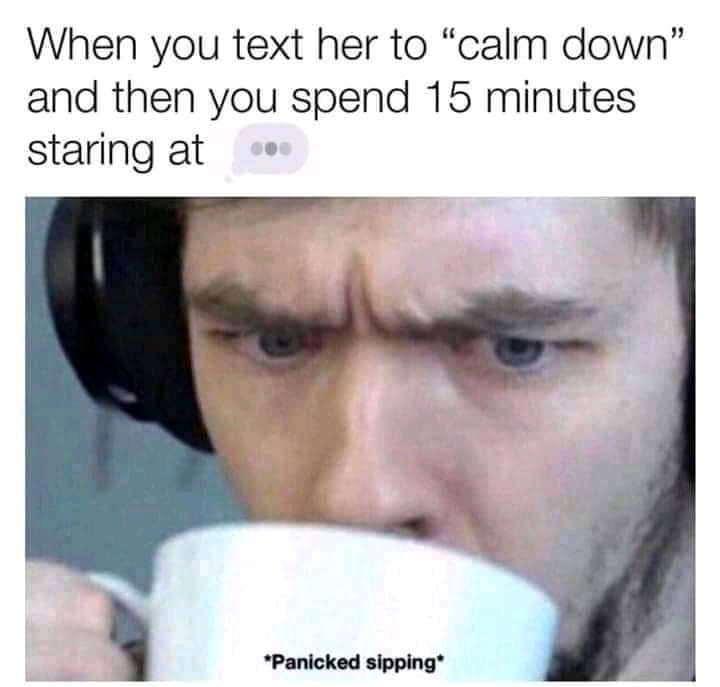 When you text her to “calm down”
and then you spend 15 minutes
staring at
*Panicked sipping*